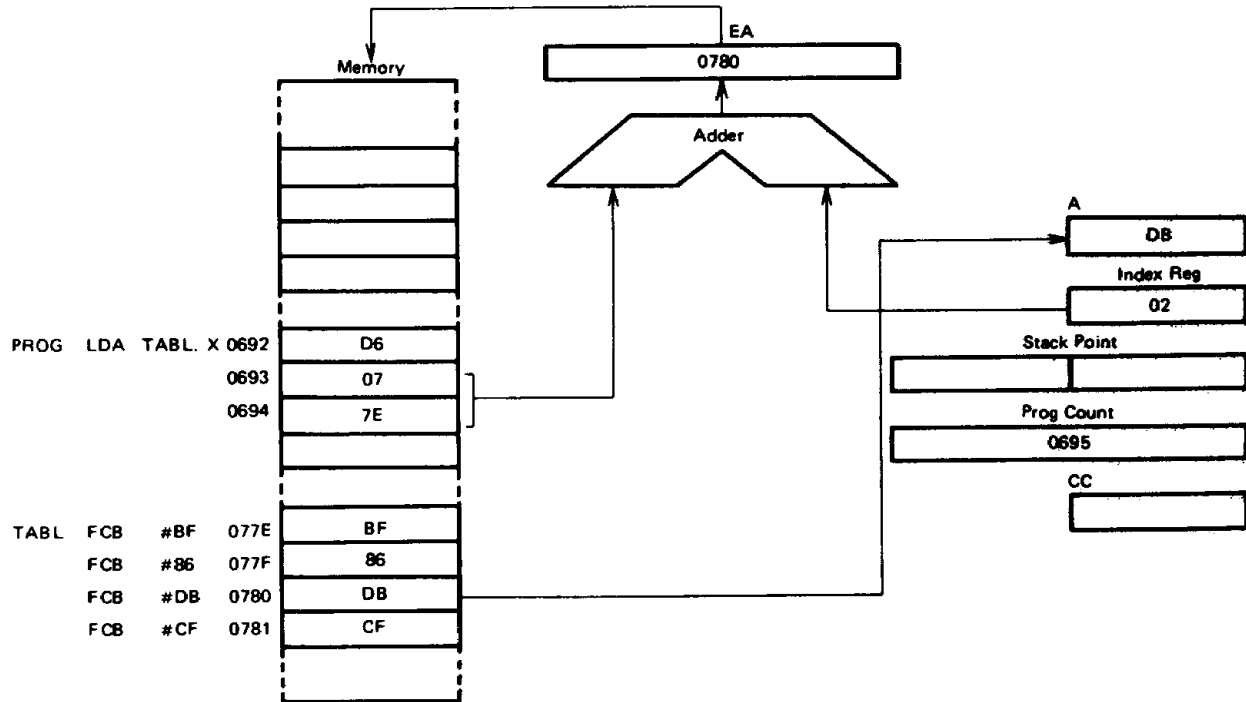 EA
0780
Memory
Adder
A
DB
Index Reg
02
Stack Point
Prog Count
0695
CC
PROG LDA TABL. X 0692 D6
0693 07
0694 7E
TABL FCB #BF 077E BF
FCB #86 077F 86
FCB #DB 0780 DB
FCB #CF 0781 CF